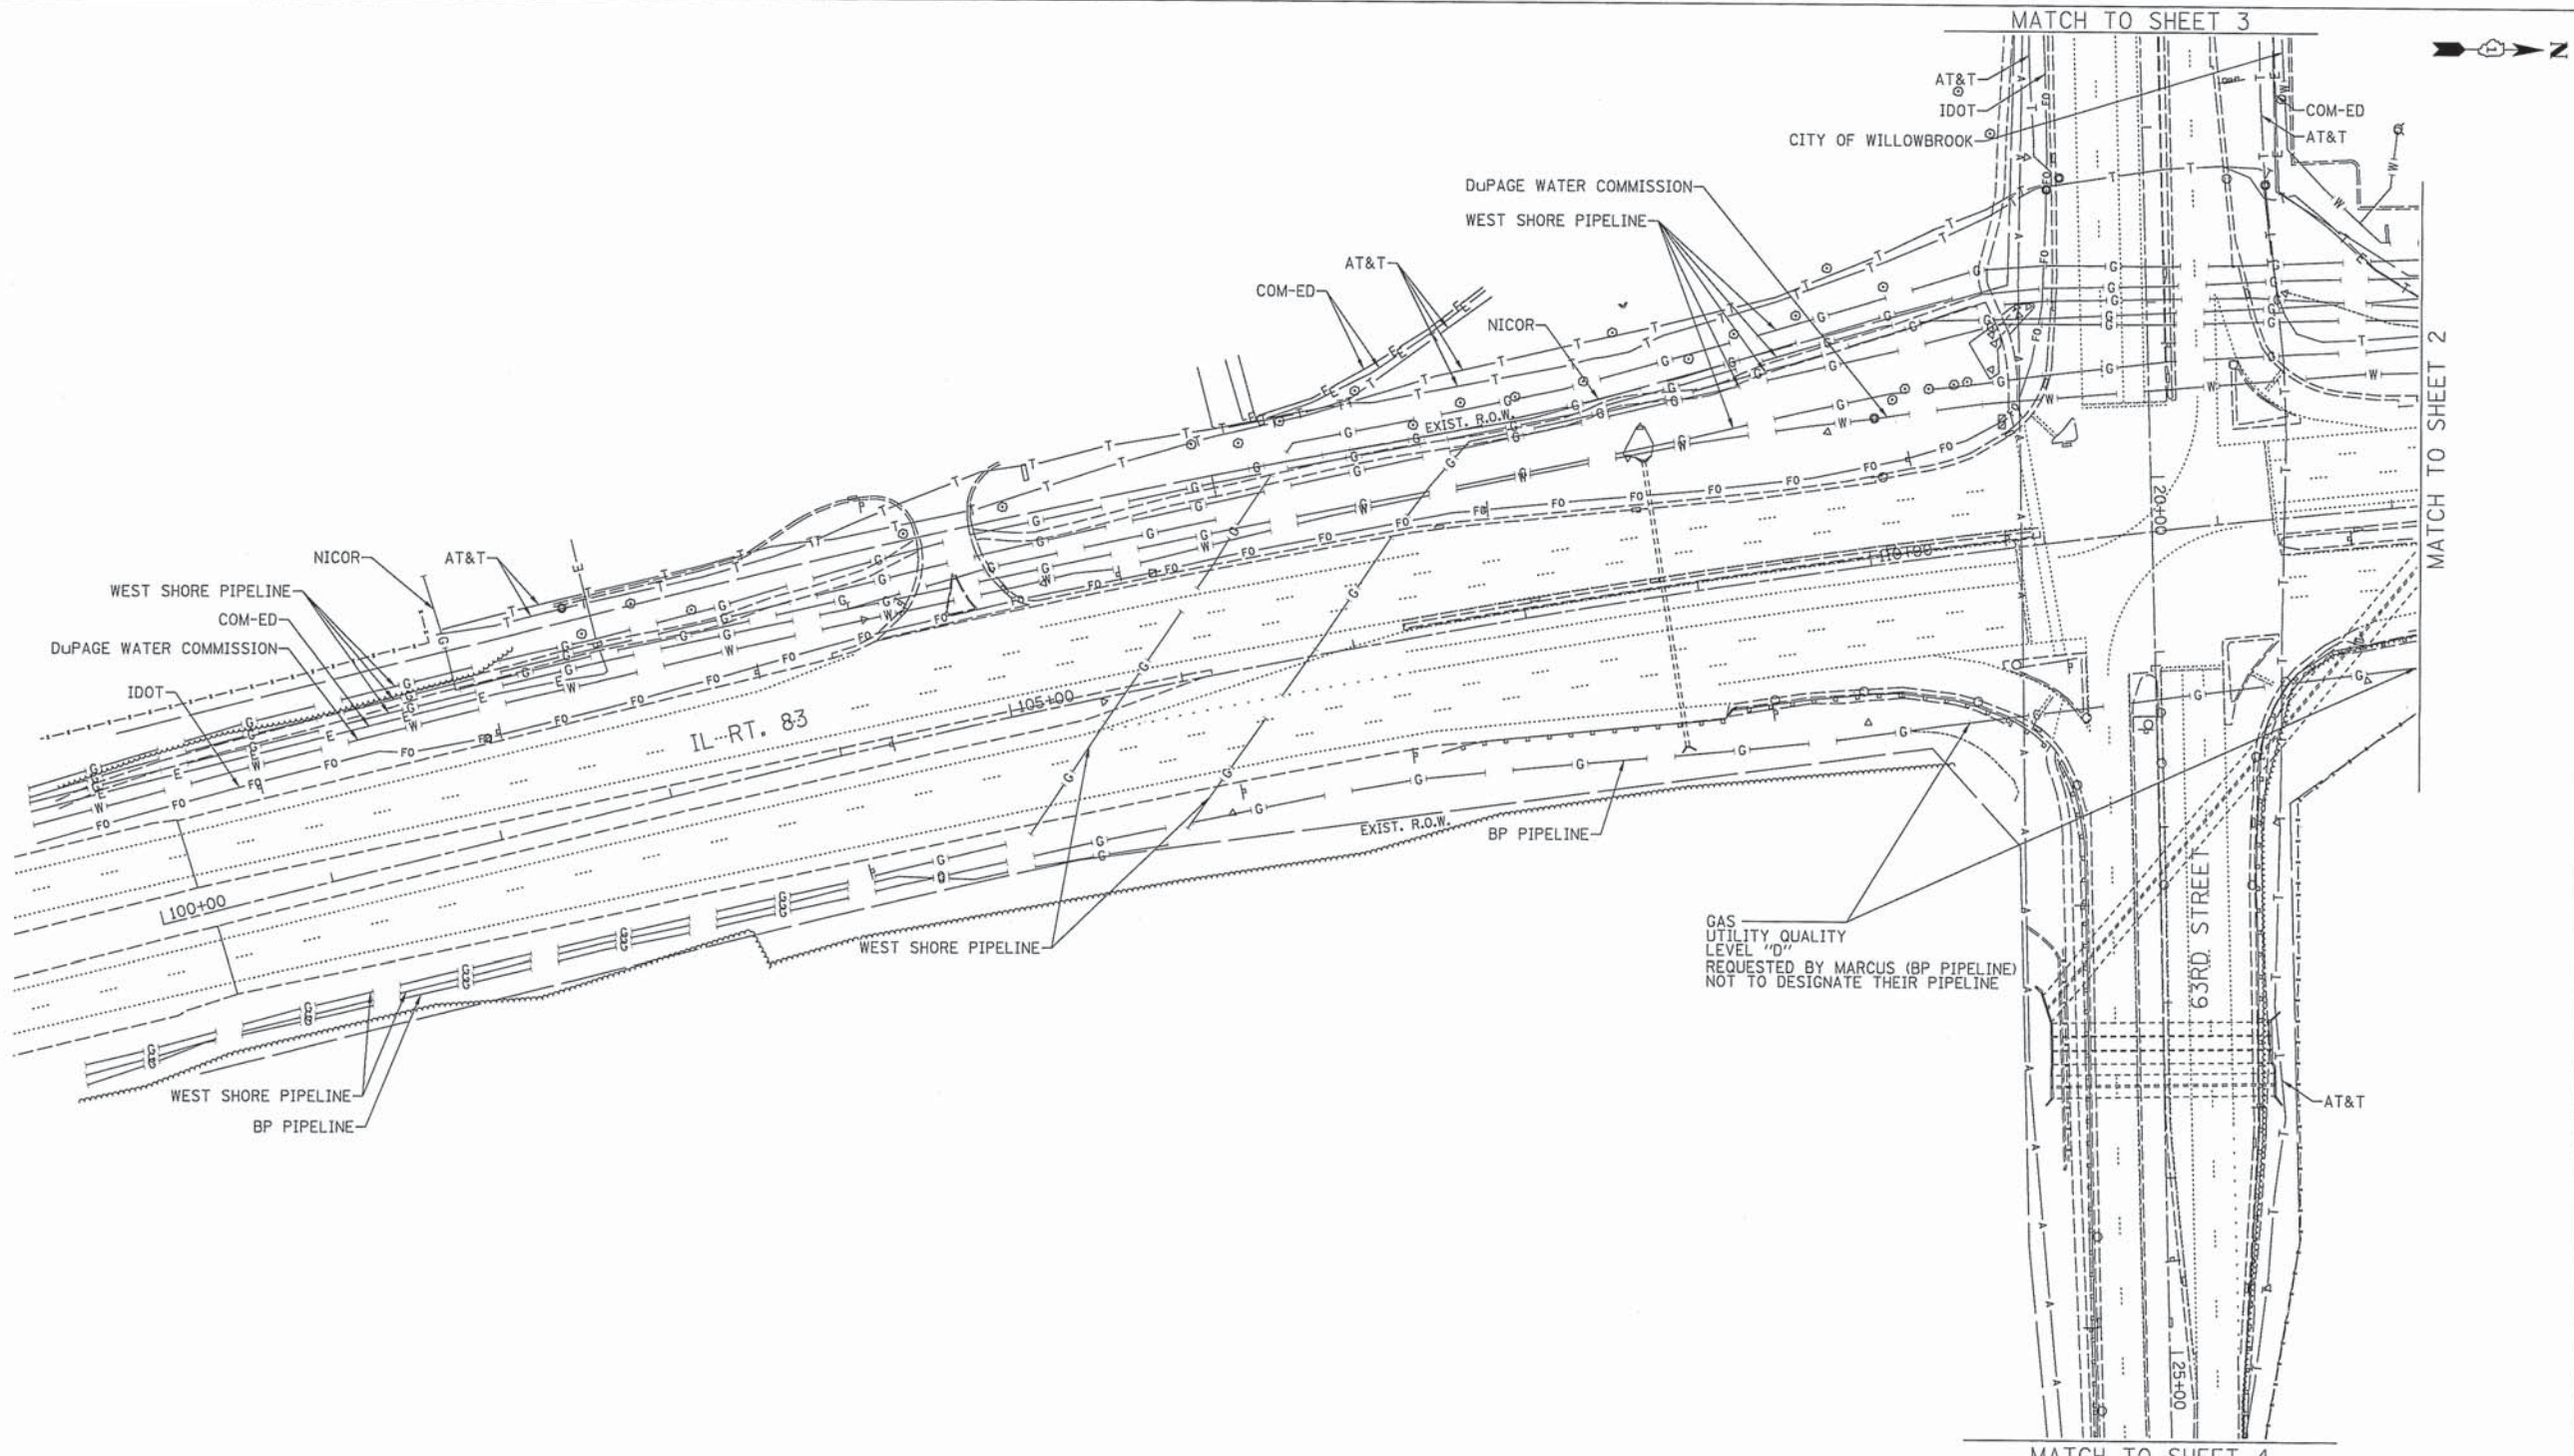 MATCH TO SHEET 3
N
AT&T
IDOT
CITY OF WILLOWBROOK
COM-ED
AT&T
DuPAGE WATER COMMISSION
WEST SHORE PIPELINE
AT&T
COM-ED
NICOR
EXIST. R.O.W.
MATCH TO SHEET 2
20+00
110+00
NICOR
AT&T
WEST SHORE PIPELINE
COM-ED
DuPAGE WATER COMMISSION
IDOT
IL RT. 83
105+00
100+00
EXIST. R.O.W.
BP PIPELINE
WEST SHORE PIPELINE
GAS
UTILITY QUALITY
LEVEL "D"
REQUESTED BY MARCUS (BP PIPELINE)
NOT TO DESIGNATE THEIR PIPELINE
63RD STREET
WEST SHORE PIPELINE
BP PIPELINE
AT&T
25+00
MATCH TO SHEET 4